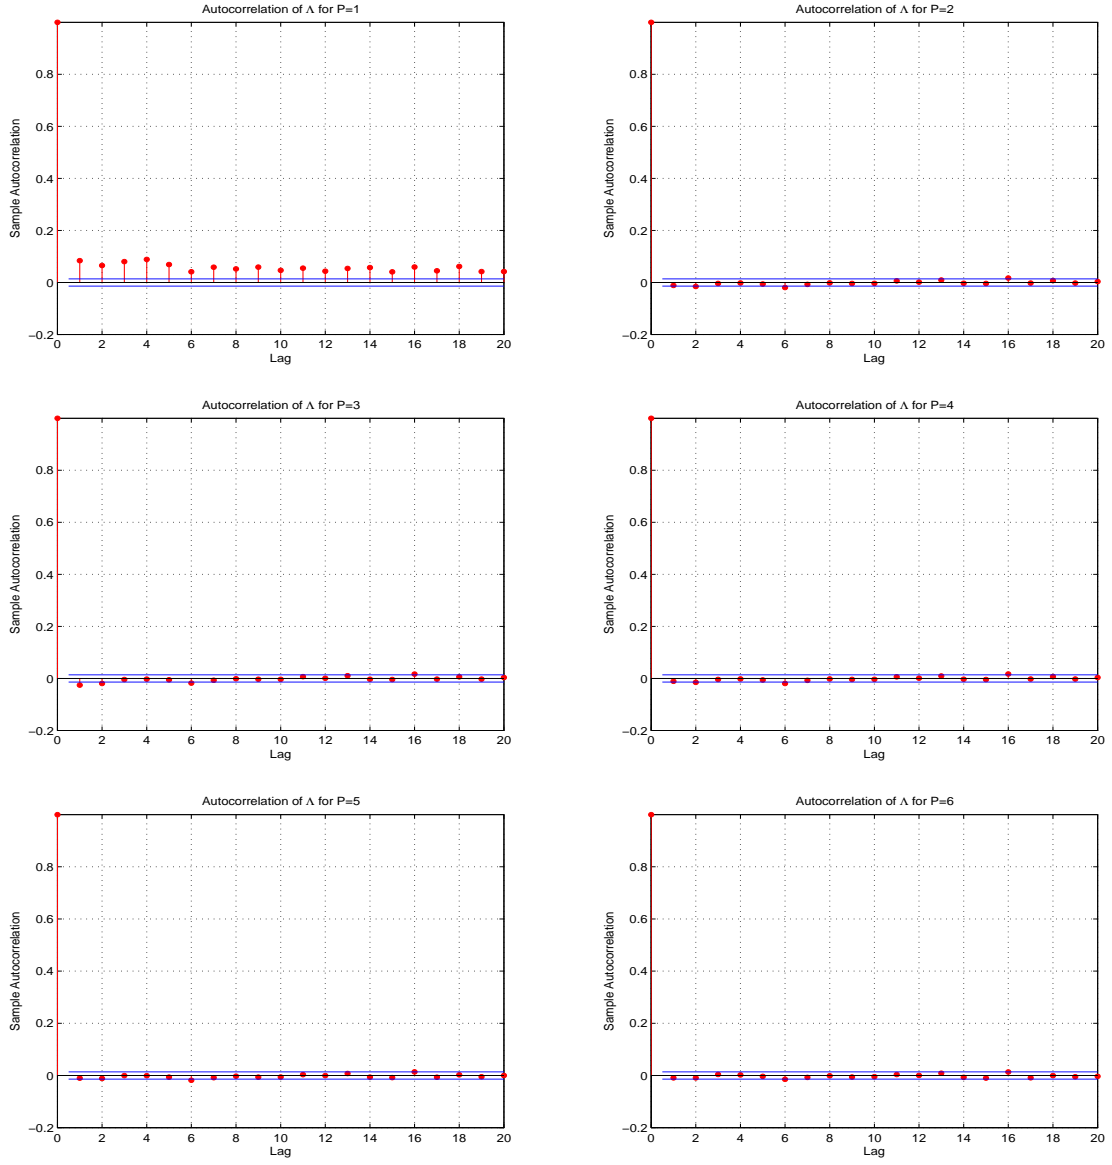 Autocorrelation of Λ for P=1
Sample Autocorrelation
0.8
0.6
0.4
0.2
0
−0.2
0 2 4 6 8 10 12 14 16 18 20
Lag
Autocorrelation of Λ for P=2
Sample Autocorrelation
0.8
0.6
0.4
0.2
0
−0.2
0 2 4 6 8 10 12 14 16 18 20
Lag
Autocorrelation of Λ for P=3
Sample Autocorrelation
0.8
0.6
0.4
0.2
0
−0.2
0 2 4 6 8 10 12 14 16 18 20
Lag
Autocorrelation of Λ for P=4
Sample Autocorrelation
0.8
0.6
0.4
0.2
0
−0.2
0 2 4 6 8 10 12 14 16 18 20
Lag
Autocorrelation of Λ for P=5
Sample Autocorrelation
0.8
0.6
0.4
0.2
0
−0.2
0 2 4 6 8 10 12 14 16 18 20
Lag
Autocorrelation of Λ for P=6
Sample Autocorrelation
0.8
0.6
0.4
0.2
0
−0.2
0 2 4 6 8 10 12 14 16 18 20
Lag